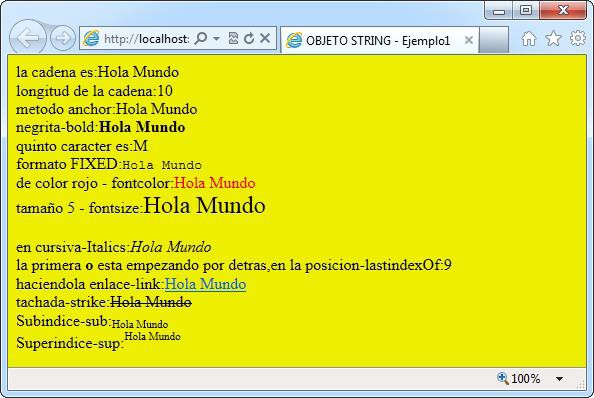 http://localhost:
OBJETO STRING - Ejemplo1
la cadena es:Hola Mundo
longitud de la cadena:10
metodo anchor:Hola Mundo
negrita-bold:Hola Mundo
quinto caracter es:M
formato FIXED:Hola Mundo
de color rojo - fontcolor:Hola Mundo
tamaño 5 - fontsize:Hola Mundo
en cursiva-Italics:Hola Mundo
la primera o esta empezando por detras,en la posicion-lastindexOf:9
haciendola enlace-link:Hola Mundo
tachada-strike:Hola Mundo
Subindice-sub:Hola Mundo
Superindice-sup:Hola Mundo
100%